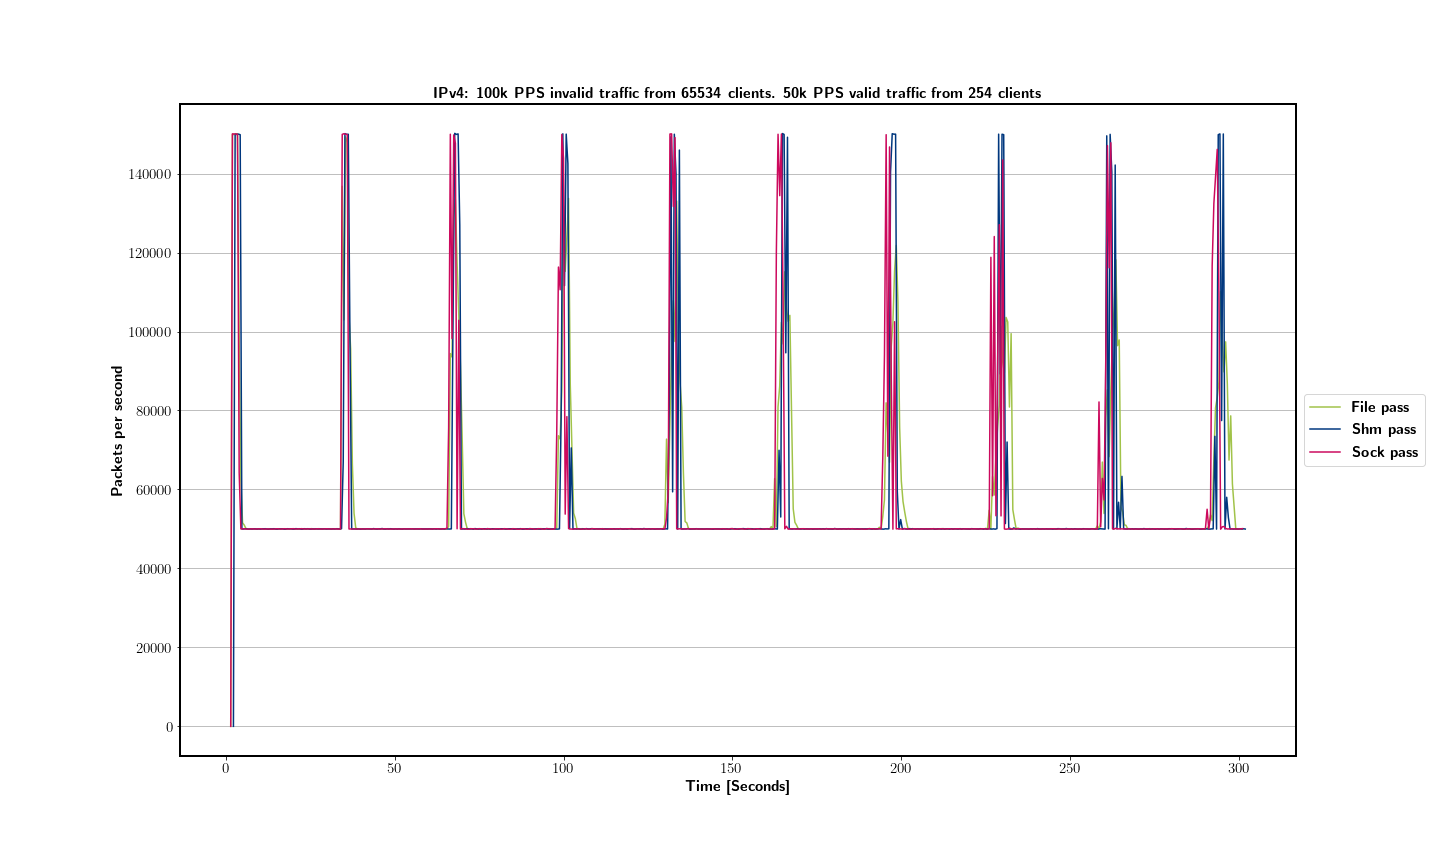 IPv4: 100k PPS invalid traffic from 65534 clients. 50k PPS valid traffic from 254 clients
140000
120000
100000
80000
60000
40000
20000
0
Packets per second
0 50 100 150 200 250 300
Time [Seconds]
File pass
Shm pass
Sock pass